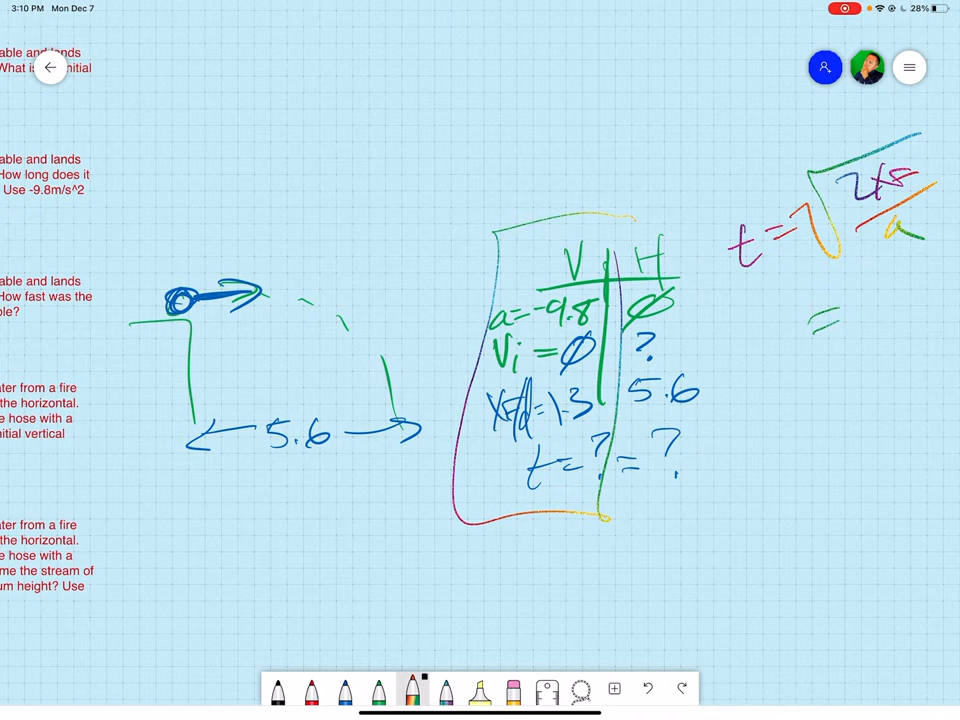 3:10 PM Mon Dec 7
28%
able and lands
What is
nitial
able and lands
How long does it
Use -9.8m/s^2
able and lands
How fast was the
ble?
ater from a fire
the horizontal.
e hose with a
initial vertical
ater from a fire
the horizontal.
e hose with a
me the stream of
um height? Use
5.6
V H
a=-9.8 Ø
Vi = Ø ?
5.6
t = ? = ?
t =
=